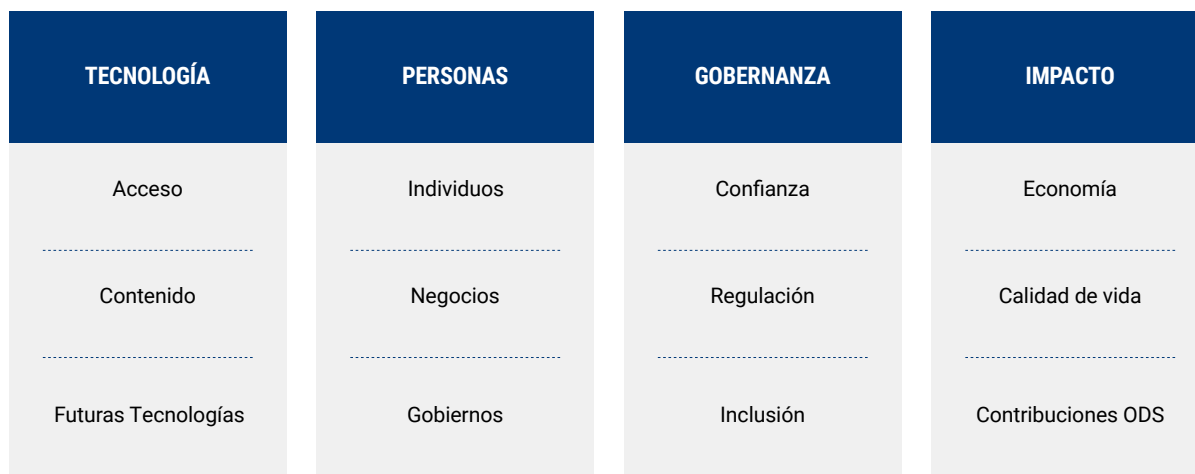 TECNOLOGÍA
Acceso
Contenido
Futuras Tecnologías
PERSONAS
Individuos
Negocios
Gobiernos
GOBERNANZA
Confianza
Regulación
Inclusión
IMPACTO
Economía
Calidad de vida
Contribuciones ODS